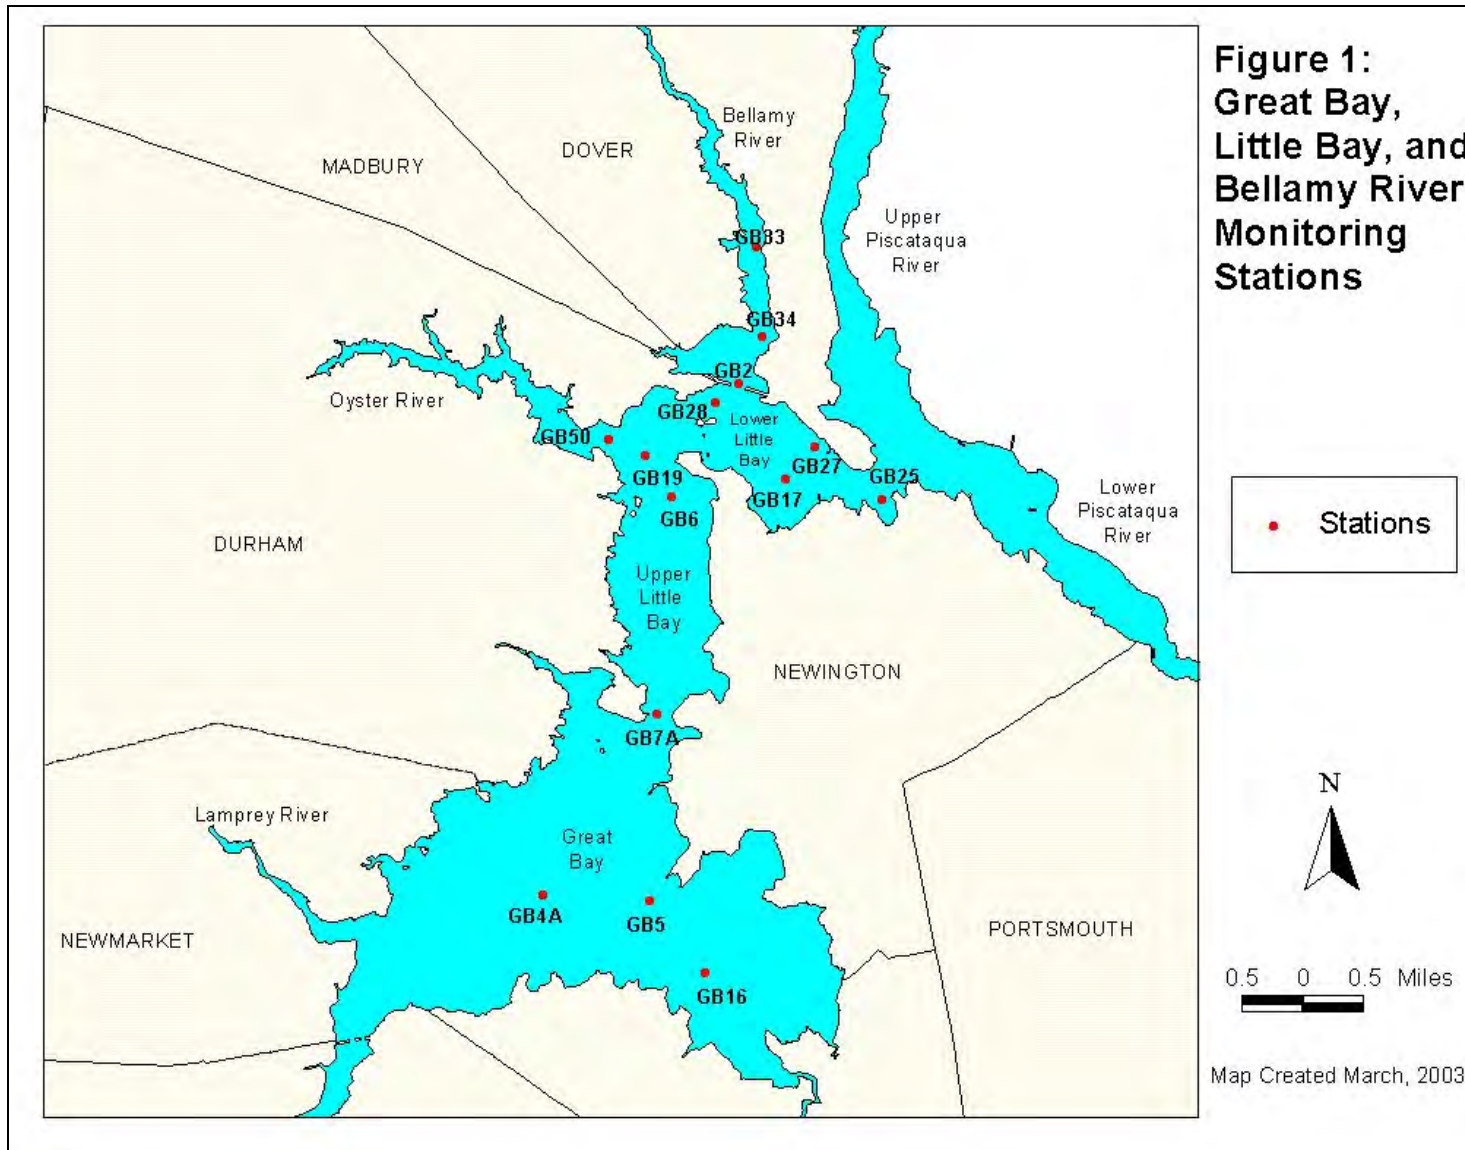 Figure 1:
Great Bay,
Little Bay, and
Bellamy River
Monitoring
Stations
Bellamy
River
DOVER
MADBURY
Upper
Piscataqua
River
GB33
GB34
GB2
GB28
Oyster River
Lower
Little
Bay
GB50
GB27
GB19
GB25
GB17
GB6
Lower
Piscataqua
River
Stations
DURHAM
Upper
Little
Bay
NEWINGTON
GB7A
N
Lamprey River
Great
Bay
GB4A
GB5
NEWMARKET
PORTSMOUTH
GB16
0.5 0 0.5 Miles
Map Created March, 2003